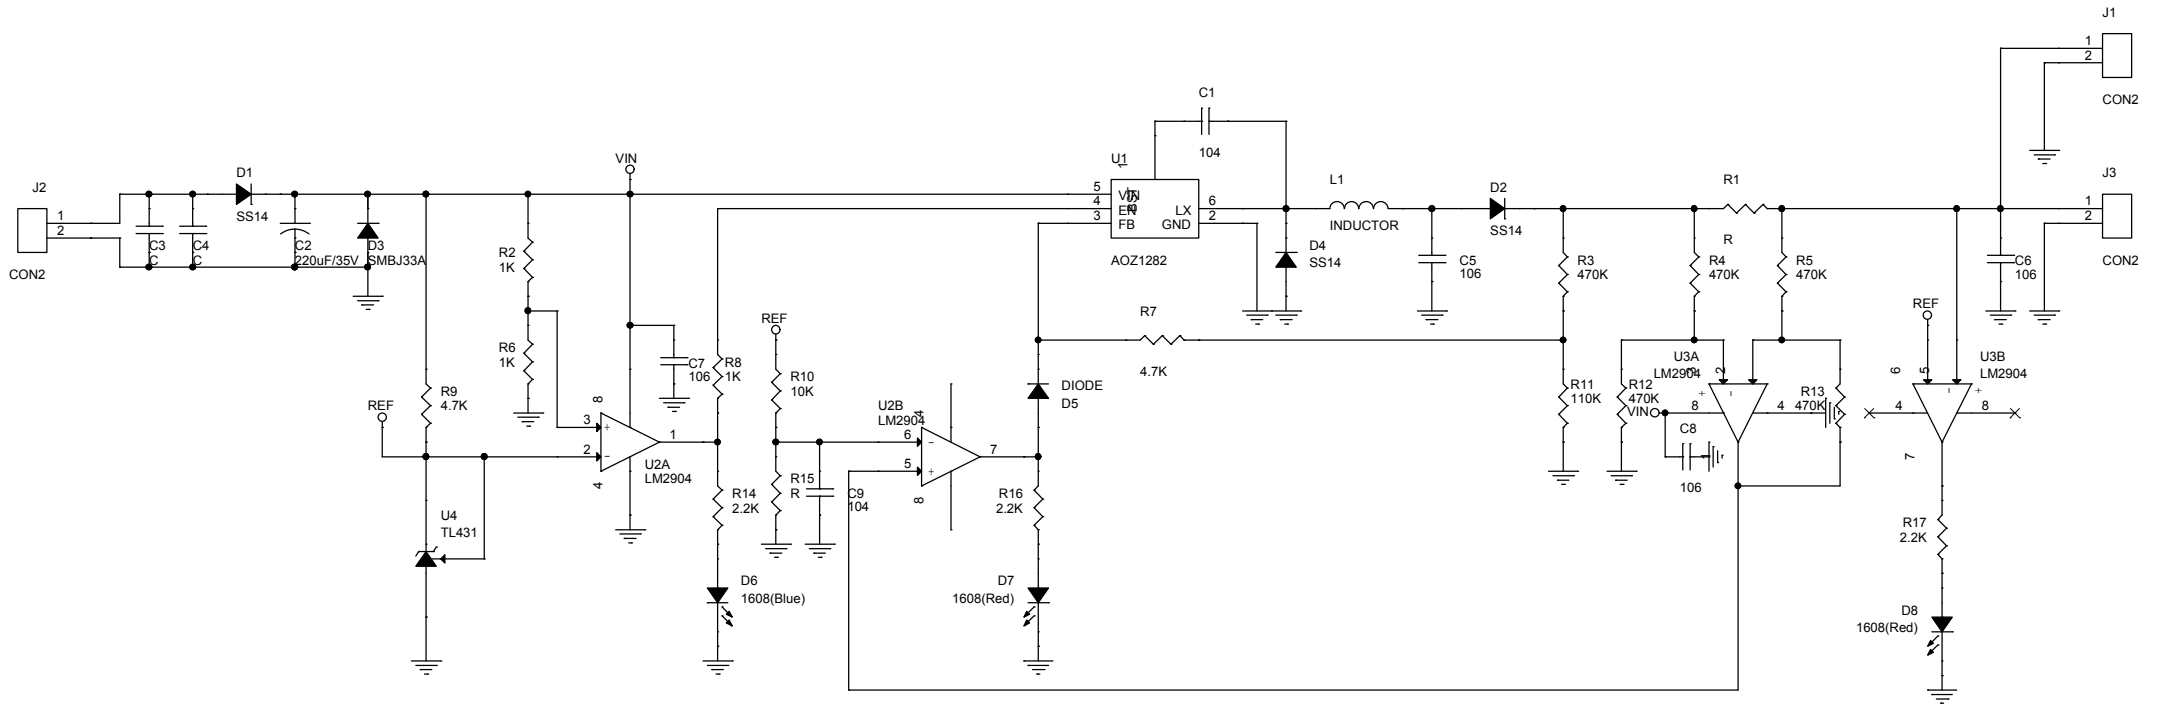 J1
1
2
CON2
C1
104
U1
1
VIN
D1
SS14
J2
1
2
CON2
C3
C
C4
C
C2
220uF/35V
D3
SMBJ33A
5
4
3
VIN
EN
FB
BST
LX
GND
6
2
AOZ1282
L1
INDUCTOR
D4
SS14
C5
106
D2
SS14
R1
R
J3
1
2
CON2
R3
470K
R4
470K
R5
470K
C6
106
R2
1K
R6
1K
REF
R7
4.7K
REF
C7
106
R8
1K
R10
10K
R9
4.7K
REF
8
3
+
2
-
1
4
U2A
LM2904
DIODE
D5
U2B
LM2904
4
6
-
5
+
7
8
R11
110K
R12
470K
U3A
LM2904
3
2
+
-
VIN
8
4
R13
470K
C8
1
106
U3B
LM2904
6
5
-
+
4
8
7
R14
2.2K
R15
R
C9
104
R16
2.2K
U4
TL431
R17
2.2K
D6
1608(Blue)
D7
1608(Red)
D8
1608(Red)